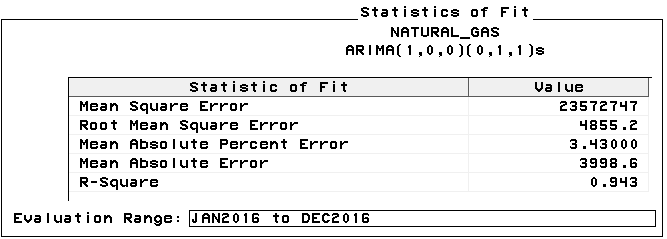 Statistics of Fit
NATURAL_GAS
ARIMA(1,0,0)(0,1,1)s
Statistic of Fit Value
Mean Square Error 23572747
Root Mean Square Error 4855.2
Mean Absolute Percent Error 3.43000
Mean Absolute Error 3998.6
R-Square 0.943
Evaluation Range: JAN2016 to DEC2016